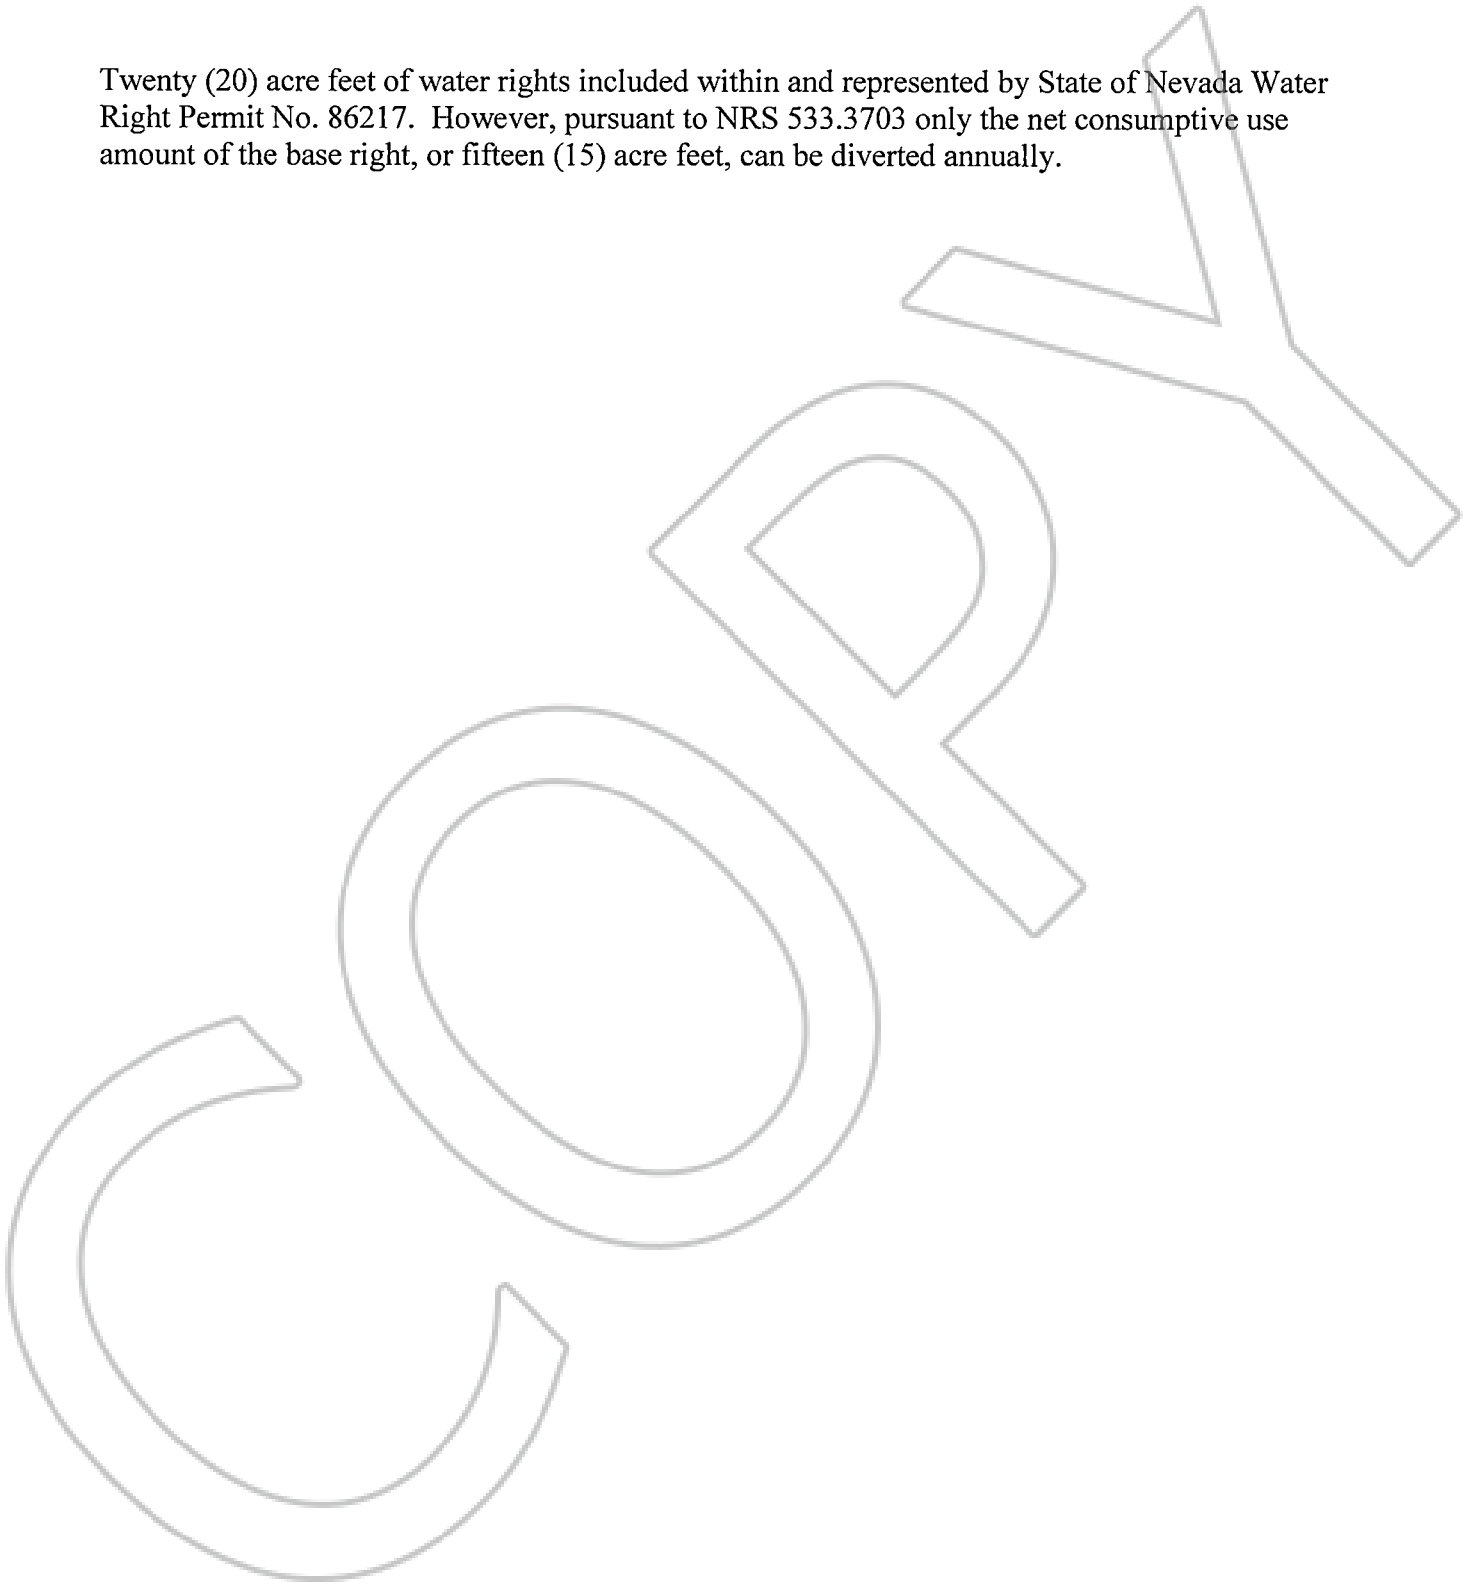 Twenty (20) acre feet of water rights included within and represented by State of Nevada Water
Right Permit No. 86217.  However, pursuant to NRS 533.3703 only the net consumptive use
amount of the base right, or fifteen (15) acre feet, can be diverted annually.
COPY